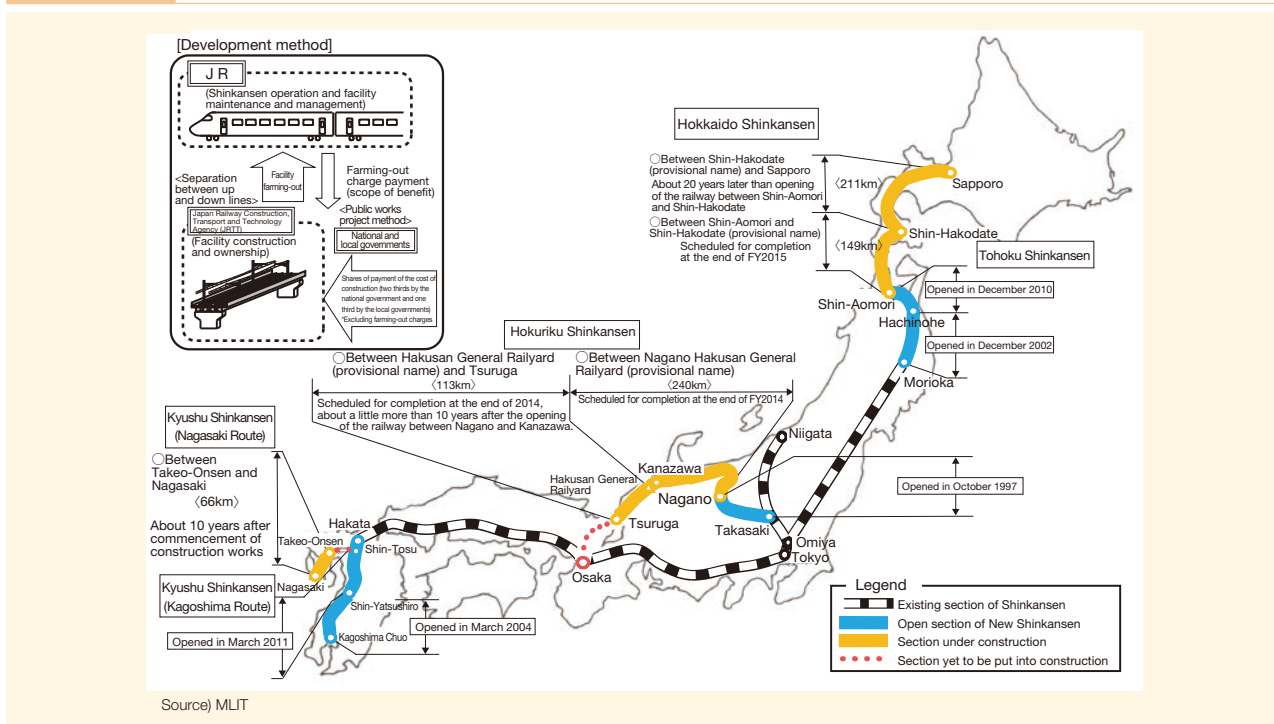 [Development method]
J R
(Shinkansen operation and facility
maintenance and management)
<Separation
between up
and down lines>
Facility
farming-out
Farming-out
charge payment
(scope of benefit)
Japan Railway Construction,
Transport and Technology
Agency (JRTT)
(Facility construction
and ownership)
<Public works
project method>
National and
local governments
Shares of payment of the cost of
construction (two thirds by the
national government and one
third by the local governments)
*Excluding farming-out charges
Hokkaido Shinkansen
○Between Shin-Hakodate
(provisional name) and Sapporo
About 20 years later than opening
of the railway between Shin-Aomori
and Shin-Hakodate
〈211km〉
○Between Shin-Aomori and
Shin-Hakodate (provisional name)
Scheduled for completion
at the end of FY2015
〈149km〉
Sapporo
Shin-Hakodate
Tohoku Shinkansen
Opened in December 2010
Shin-Aomori
Hachinohe
Opened in December 2002
Morioka
Hokuriku Shinkansen
○Between Hakusan General Railyard
(provisional name) and Tsuruga
〈113km〉
Scheduled for completion at the end of 2014,
about a little more than 10 years after the opening
of the railway between Nagano and Kanazawa.
○Between Nagano Hakusan General
Railyard (provisional name)
〈240km〉
Scheduled for completion at the end of FY2014
Kyushu Shinkansen
(Nagasaki Route)
○Between
Takeo-Onsen and
Nagasaki
〈66km〉
About 10 years after
commencement of
construction works
Niigata
Kanazawa
Hakusan General
Railyard
Nagano
Opened in October 1997
Tsuruga
Takasaki
Hakata
Takeo-Onsen
Shin-Tosu
Omiya
Tokyo
Osaka
Nagasaki
Kyushu Shinkansen
(Kagoshima Route)
Shin-Yatsushiro
Opened in March 2011
Kagoshima Chuo
Opened in March 2004
Legend
Existing section of Shinkansen
Open section of New Shinkansen
Section under construction
Section yet to be put into construction
Source) MLIT